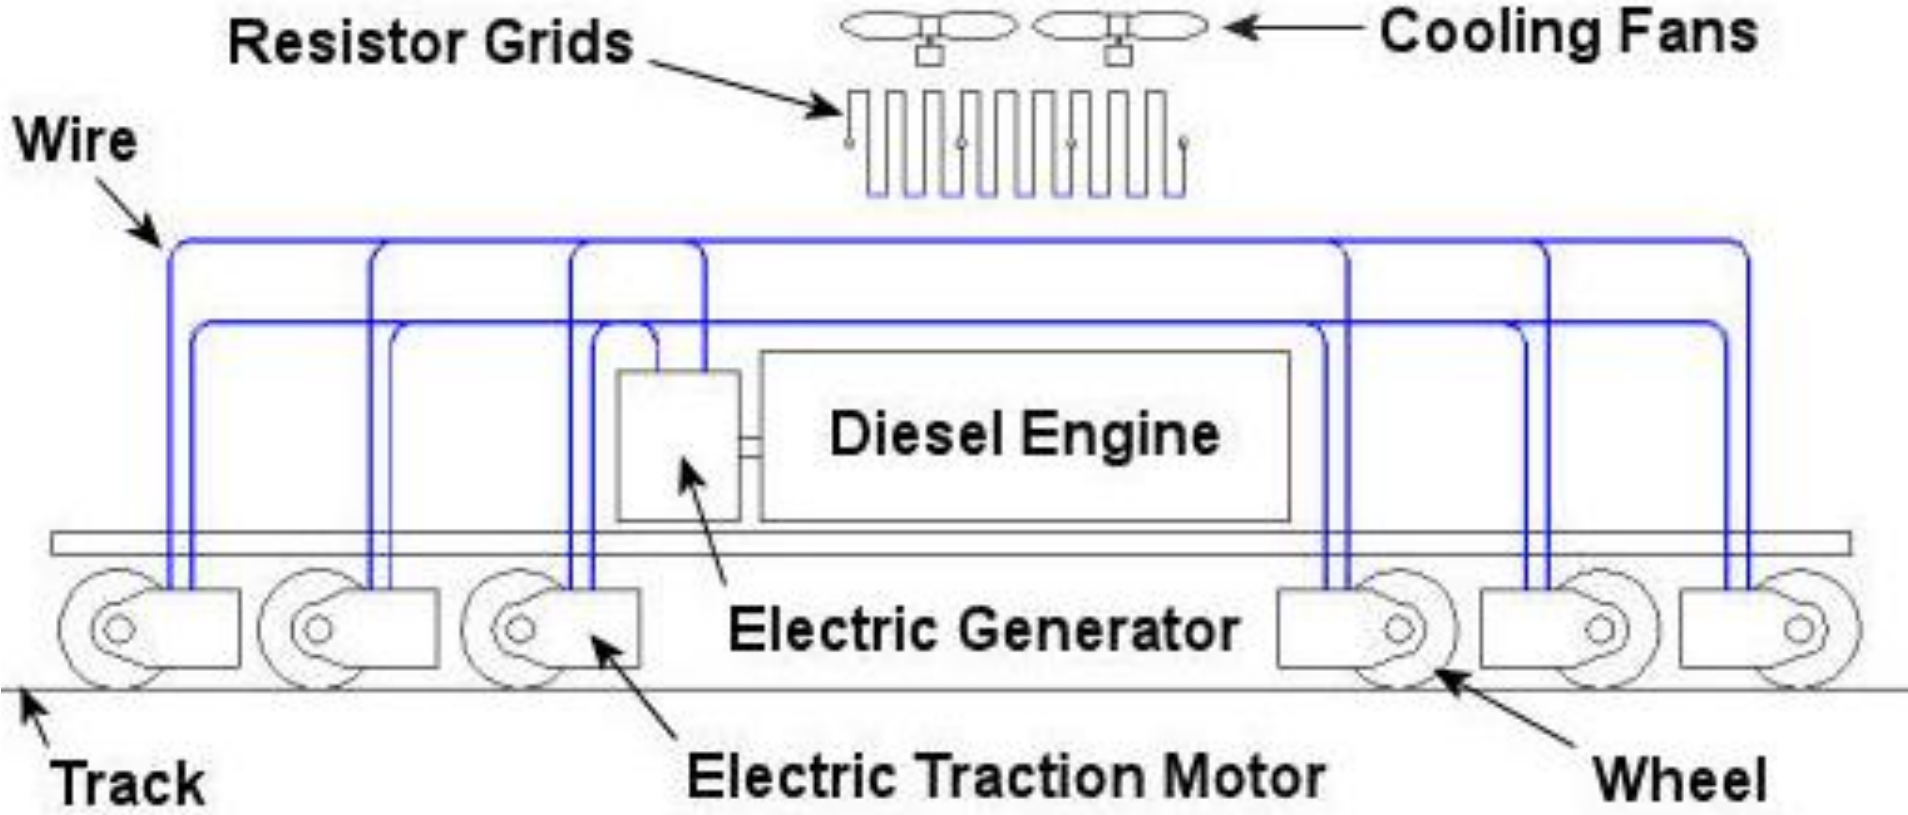 Resistor Grids
Cooling Fans
Wire
Diesel Engine
Electric Generator
Electric Traction Motor
Track
Wheel